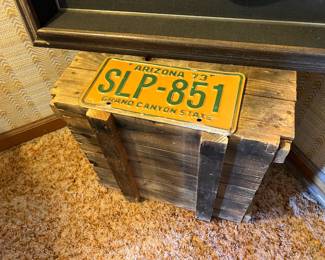 ARIZONA 73
SLP-851
GRAND CANYON STATE